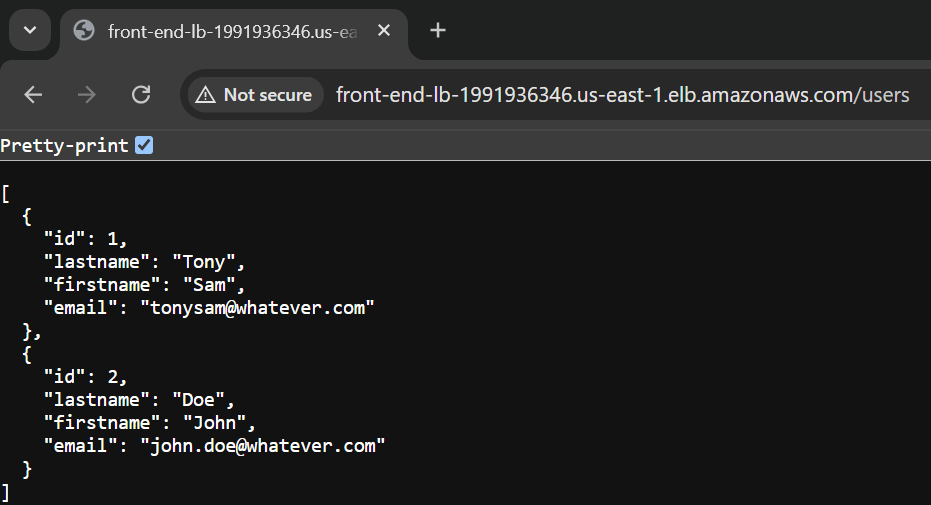 front-end-lb-1991936346.us-ea
Not secure front-end-lb-1991936346.us-east-1.elb.amazonaws.com/users
Pretty-print
[
  {
    "id": 1,
    "lastname": "Tony",
    "firstname": "Sam",
    "email": "tonysam@whatever.com"
  },
  {
    "id": 2,
    "lastname": "Doe",
    "firstname": "John",
    "email": "john.doe@whatever.com"
  }
]